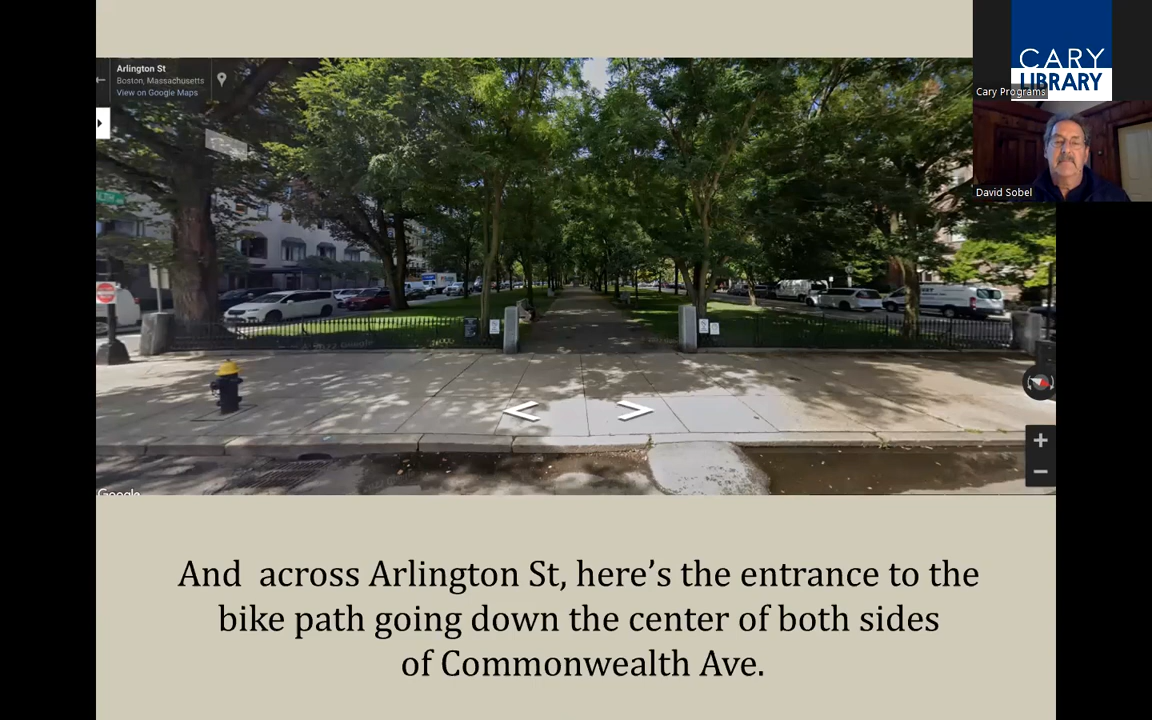 Arlington St
Boston, Massachusetts
View on Google Maps
Google
CARY
LIBRARY
Cary Programs
David Sobel
And  across Arlington St, here’s the entrance to the
bike path going down the center of both sides
of Commonwealth Ave.